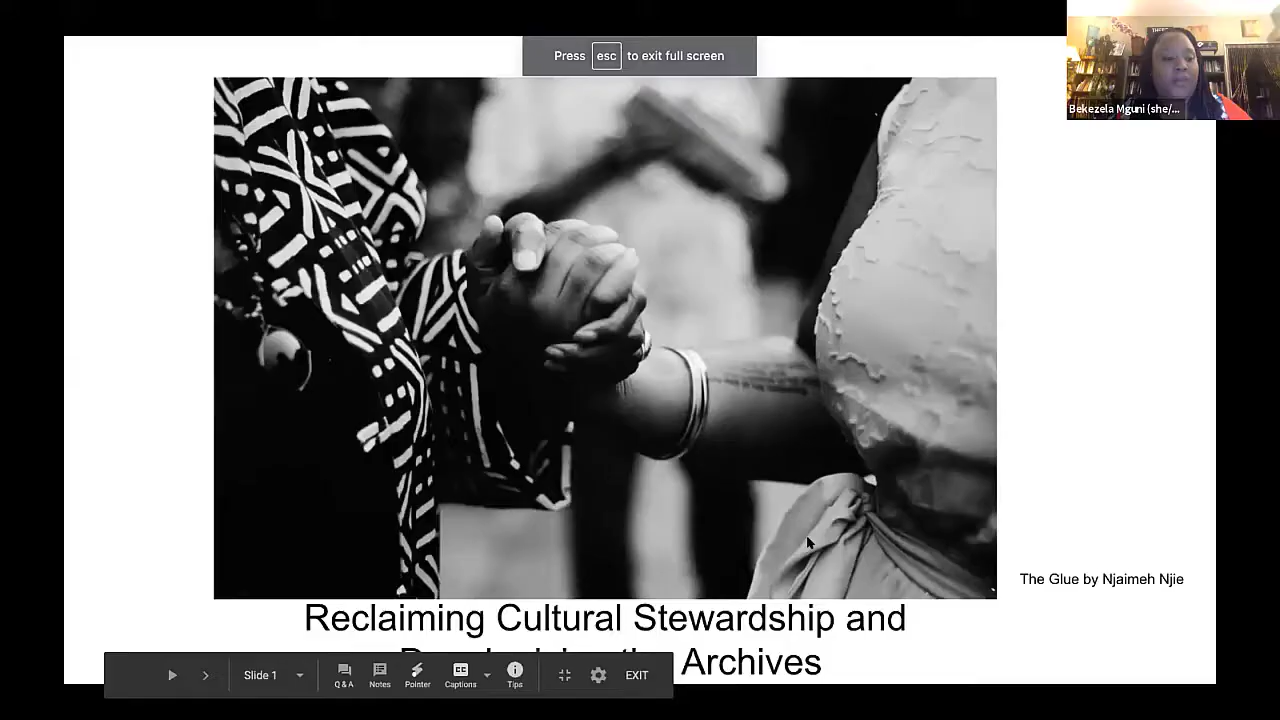 Press esc to exit full screen
Bekezela Mguni (she/...
The Glue by Njaimeh Njie
Reclaiming Cultural Stewardship and
Archives
Slide 1
Q & A
Notes
Pointer
CC
Captions
Tips
EXIT